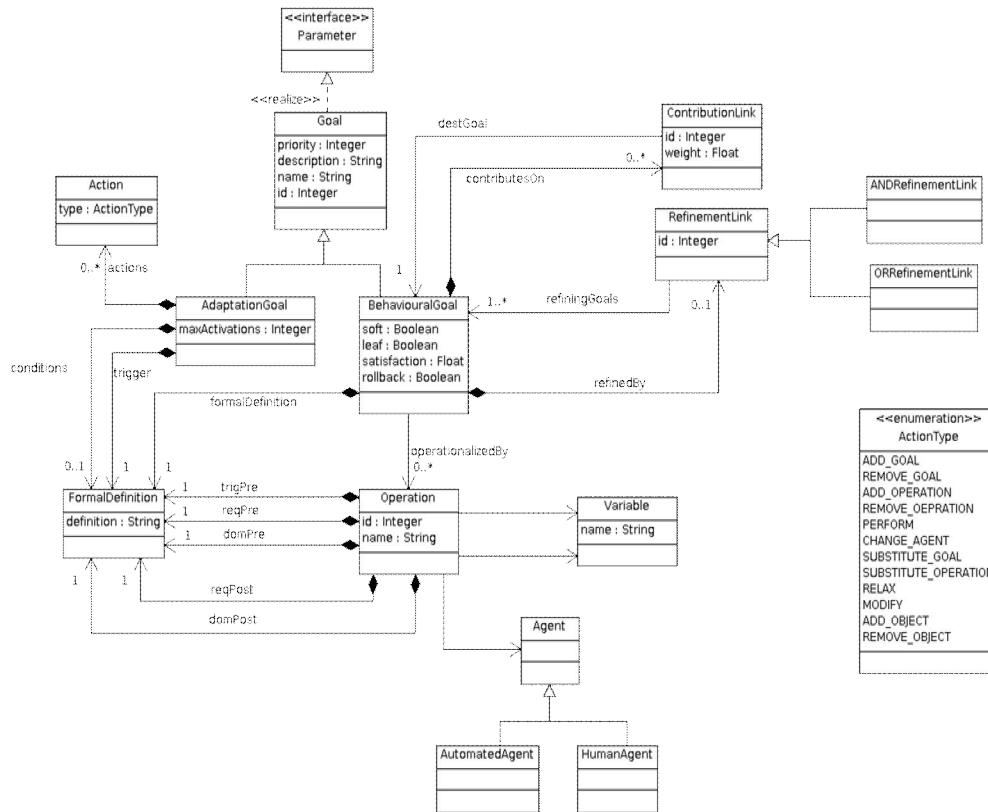 <<interface>>
Parameter
<<realize>>
Goal
priority : Integer
description : String
name : String
id : Integer
destGoal
ContributionLink
id : Integer
weight : Float
0..*
contributesOn
Action
type : ActionType
0..* actions
RefinementLink
id : Integer
ANDRefinementLink
ORRefinementLink
1
1..*
refiningGoals
0..1
AdaptationGoal
maxActivations : Integer
BehaviouralGoal
soft : Boolean
leaf : Boolean
satisfaction : Float
rollback : Boolean
conditions
trigger
formalDefinition
refinedBy
operationalizedBy
0..*
0..1
1
1
<<enumeration>>
ActionType
ADD_GOAL
REMOVE_GOAL
ADD_OPERATION
REMOVE_OEPRATION
PERFORM
CHANGE_AGENT
SUBSTITUTE_GOAL
SUBSTITUTE_OPERATION
RELAX
MODIFY
ADD_OBJECT
REMOVE_OBJECT
FormalDefinition
definition : String
1
trigPre
1
reqPre
1
domPre
Operation
id : Integer
name : String
Variable
name : String
1
1
reqPost
domPost
Agent
AutomatedAgent
HumanAgent